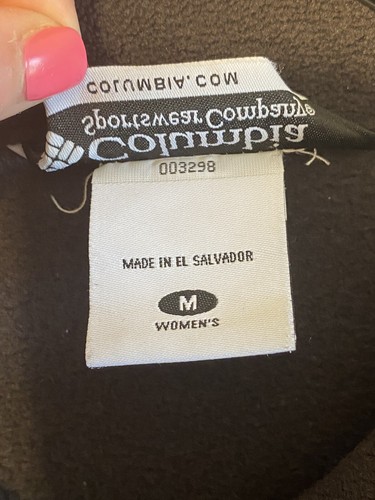 COLUMBIA.COM
Sportswear Company®
Columbia
003298
MADE IN EL SALVADOR
M
WOMEN'S